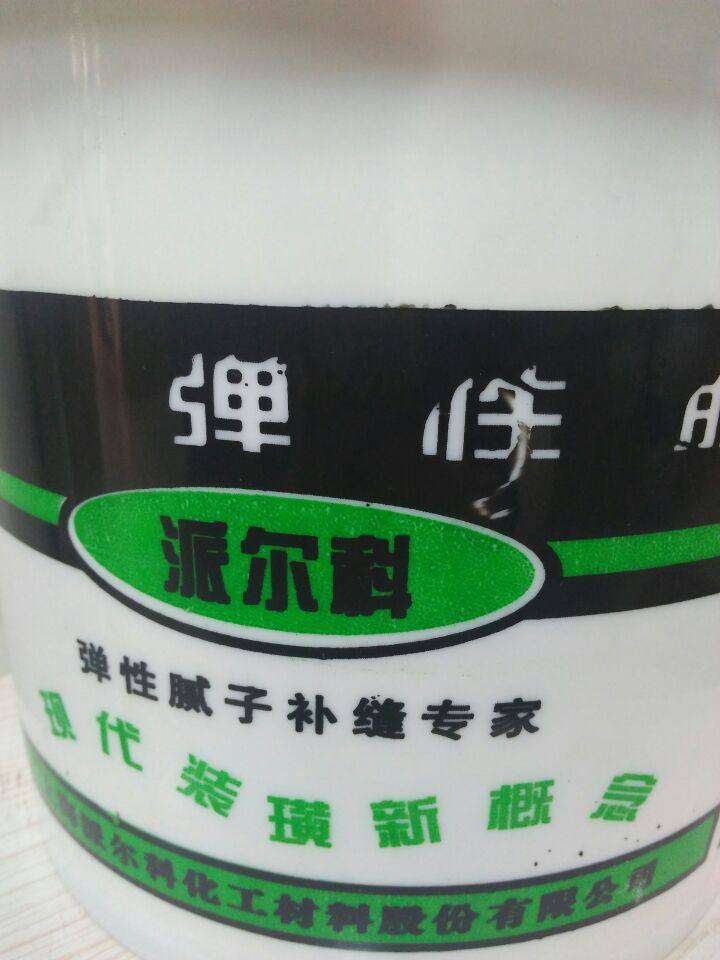 弹性
派尔科
弹性腻子补缝专家
现代装璜新概念
派尔科化工材料股份有限公司